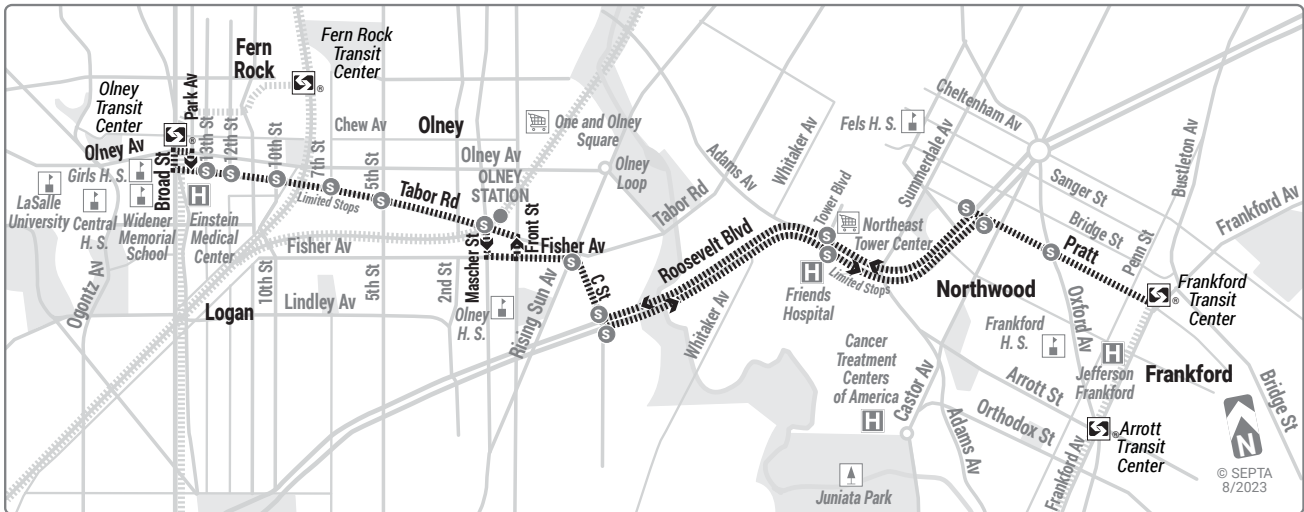 Fern
Rock
Fern Rock
Transit
Center
Olney
Transit
Center
Park Av
Olney Av
Broad St
13th St
12th St
10th St
7th St
5th St
Chew Av
Olney
One and Olney
Square
Olney Av
OLNEY
STATION
Olney
Loop
Girls H. S.
LaSalle
University
Central
H. S.
Widener
Memorial
School
Einstein
Medical
Center
H
S
S
S
S
S
S
Limited Stops
Tabor Rd
Tabor Rd
Front St
Mascher St
Fisher Av
Fisher Av
S
C St
S
S
Ogontz Av
Logan
10th St
Lindley Av
5th St
2nd St
Olney
H. S.
Rising Sun Av
Roosevelt Blvd
Whitaker Av
Adams Av
Whitaker Av
Tower Blvd
S
S
Northeast
Tower Center
H
Friends
Hospital
Limited Stops
Fels H. S.
Summerdale Av
Cheltenham Av
Sanger St
Bridge St
Bustleton Av
Frankford Av
Penn St
S
S
S
Pratt
Northwood
Oxford Av
Frankford
Transit
Center
Frankford
H. S.
H
Jefferson
Frankford
Frankford
Cancer
Treatment
Centers
of America
H
Castor Av
Arrott St
Orthodox St
Adams Av
Juniata Park
Frankford Av
Arrott
Transit
Center
Bridge St
N
© SEPTA
8/2023